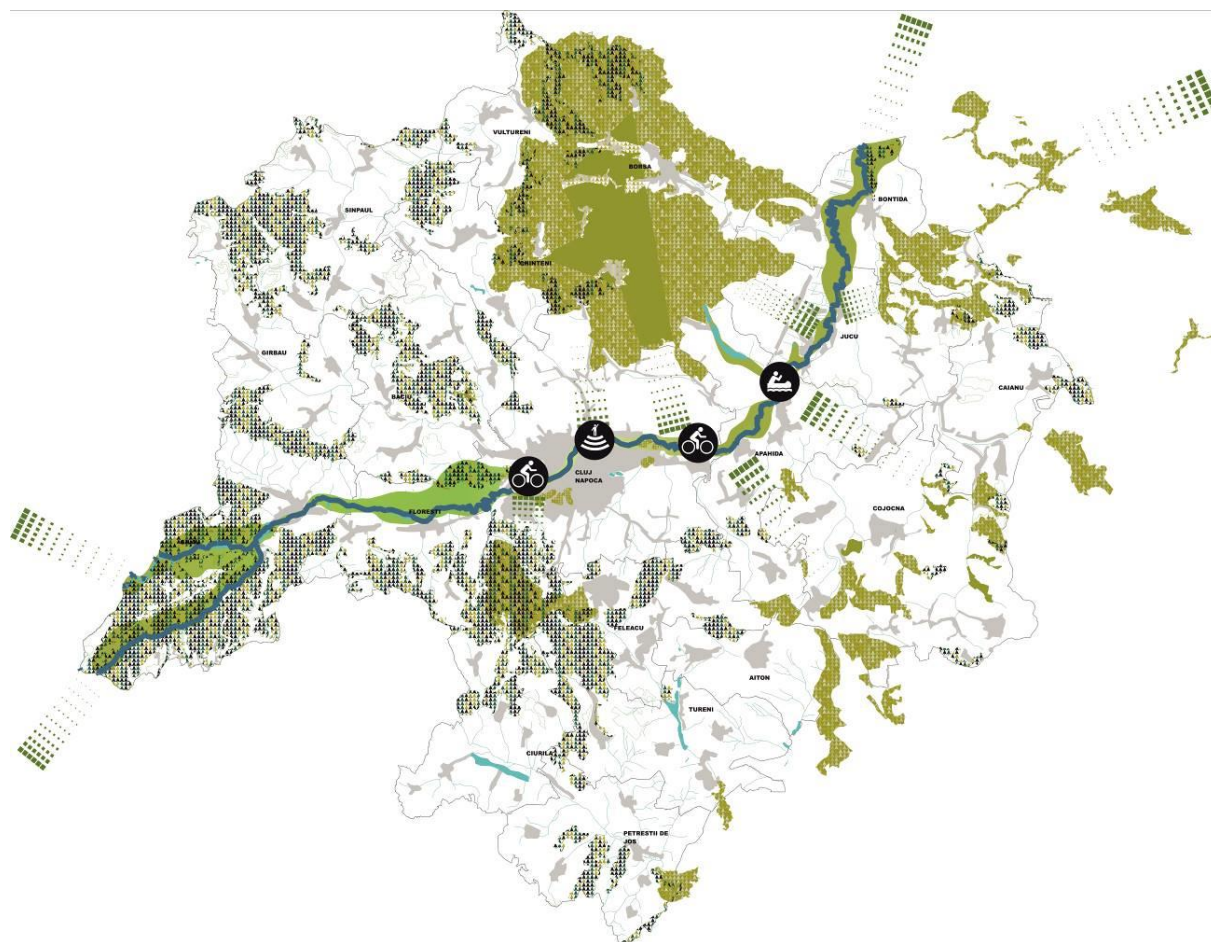 VULTURENI
BORSA
BONTIDA
SINPAUL
CHINTENI
JUCU
GIRBAU
CAIANU
BACIU
APAHIDA
CLUJ
NAPOCA
COJOCNA
FLORESTI
FELEACU
AITON
TURENI
CIURILA
PETRESTII DE
JOS